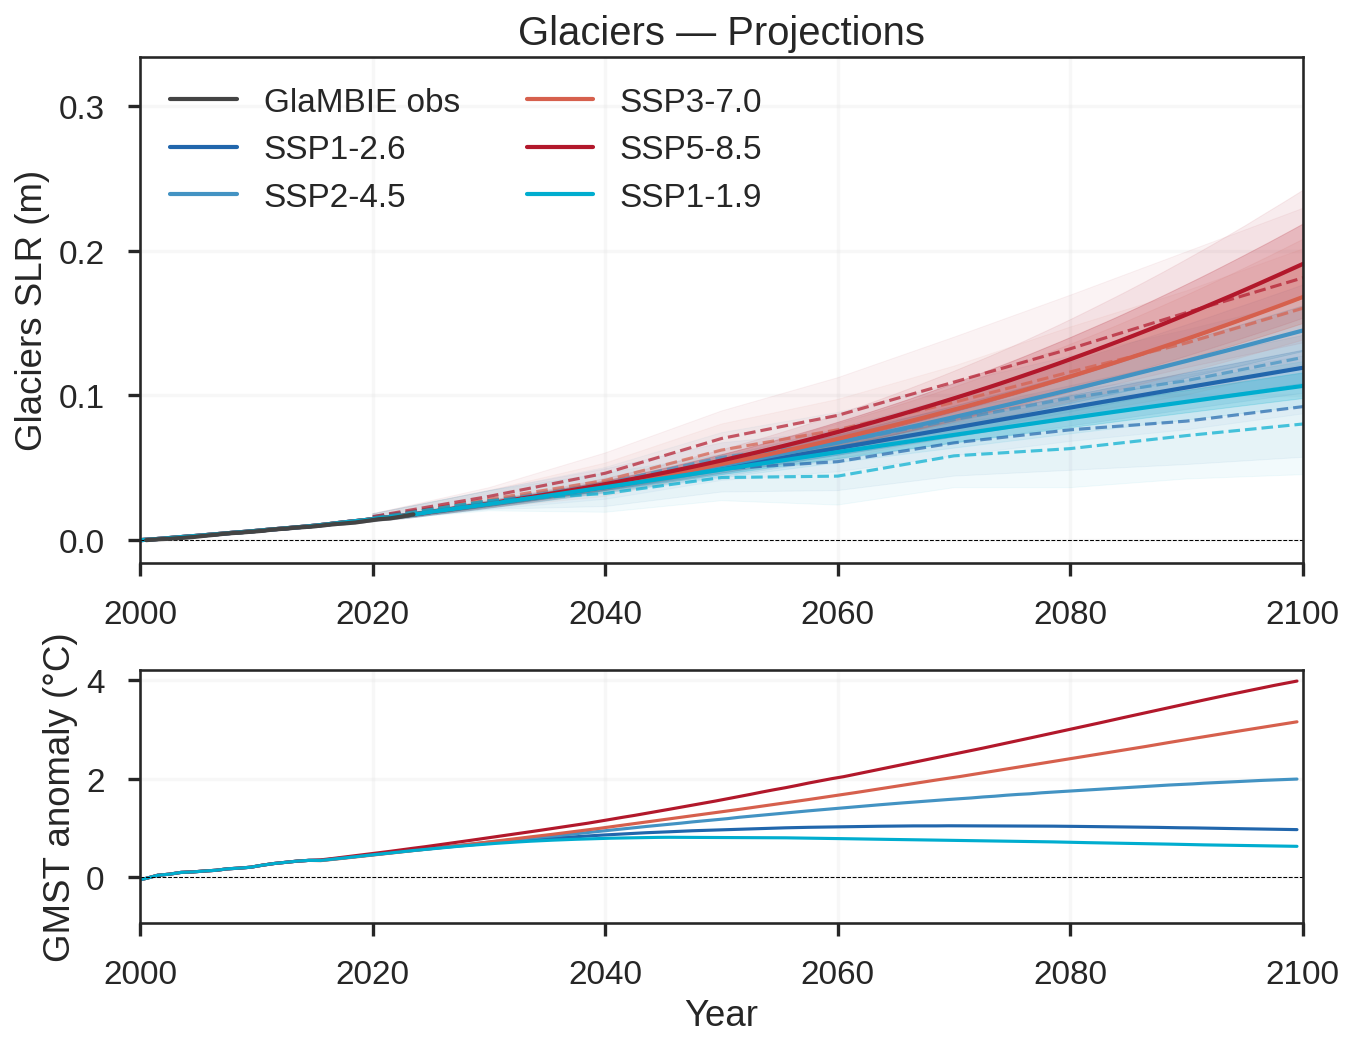 Glaciers — Projections
GlaMBIE obs
SSP1-2.6
SSP2-4.5
SSP3-7.0
SSP5-8.5
SSP1-1.9
Glaciers SLR (m)
0.3
0.2
0.1
0.0
2000 2020 2040 2060 2080 2100
GMST anomaly (°C)
4
2
0
2000 2020 2040 2060 2080 2100
Year